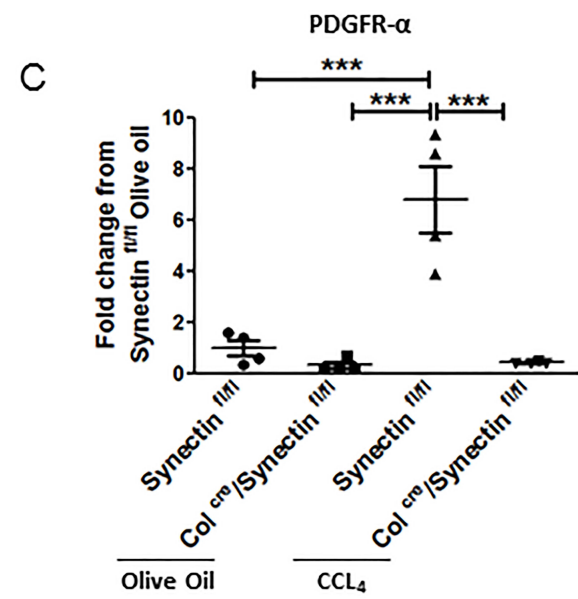 PDGFR-α
C
*** 
*** ***
10
8
6
4
2
0
Fold change from
Synectin fl/fl Olive oil
Synectin fl/fl
Col cre/Synectin fl/fl
Synectin fl/fl
Col cre/Synectin fl/fl
Olive Oil
CCL₄